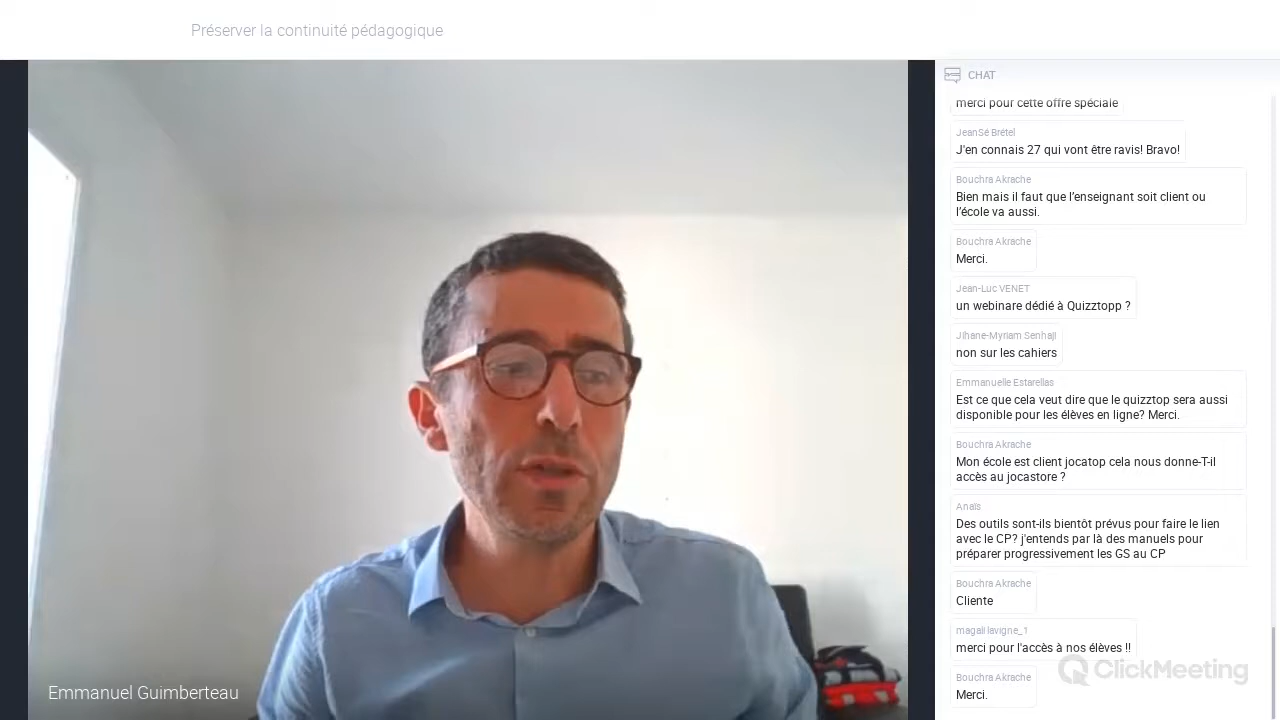 Préserver la continuité pédagogique
CHAT
merci pour cette offre spéciale
JeanSé Brétel
J'en connais 27 qui vont être ravis! Bravo!
Bouchra Akrache
Bien mais il faut que l’enseignant soit client ou
l’école va aussi.
Bouchra Akrache
Merci.
Jean-Luc VENET
un webinare dédié à Quizztopp ?
Jihane-Myriam Senhaji
non sur les cahiers
Emmanuelle Estarellas
Est ce que cela veut dire que le quizztop sera aussi
disponible pour les élèves en ligne? Merci.
Bouchra Akrache
Mon école est client jocatop cela nous donne-T-il
accès au jocastore ?
Anaïs
Des outils sont-ils bientôt prévus pour faire le lien
avec le CP? j'entends par là des manuels pour
préparer progressivement les GS au CP
Bouchra Akrache
Cliente
magali lavigne_1
merci pour l'accès à nos élèves !!
Bouchra Akrache
Merci.
ClickMeeting
Emmanuel Guimberteau